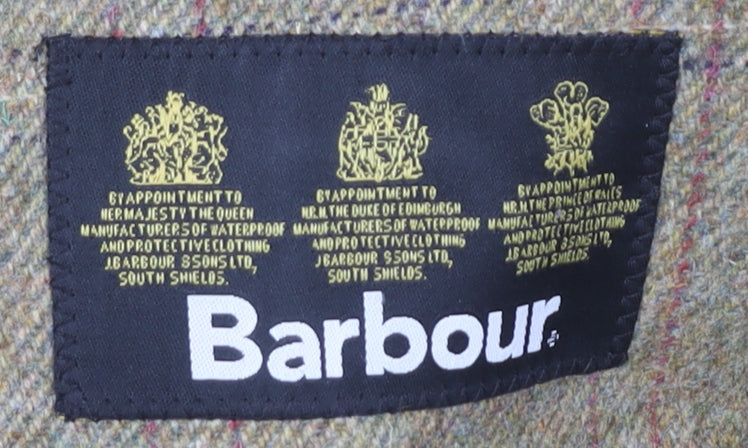 BY APPOINTMENT TO
HER MAJESTY THE QUEEN
MANUFACTURERS OF WATERPROOF
AND PROTECTIVE CLOTHING
J.BARBOUR &SONS LTD,
SOUTH SHIELDS.
BY APPOINTMENT TO
H.R.H. THE DUKE OF EDINBURGH
MANUFACTURERS OF WATERPROOF
AND PROTECTIVE CLOTHING
J.BARBOUR &SONS LTD,
SOUTH SHIELDS.
BY APPOINTMENT TO
H.R.H. THE PRINCE OF WALES
MANUFACTURERS OF WATERPROOF
AND PROTECTIVE CLOTHING
J.BARBOUR &SONS LTD,
SOUTH SHIELDS.
Barbour